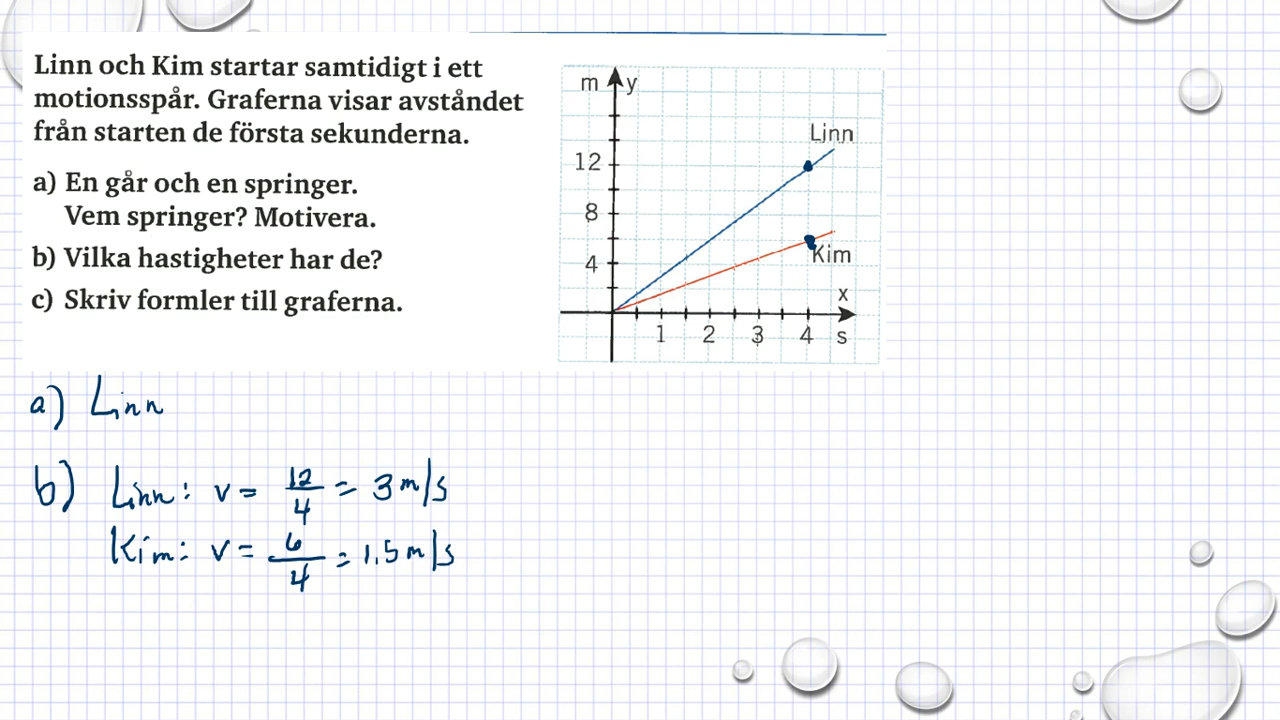 Linn och Kim startar samtidigt i ett
motionsspår. Graferna visar avståndet
från starten de första sekunderna.
a) En går och en springer.
Vem springer? Motivera.
b) Vilka hastigheter har de?
c) Skriv formler till graferna.
m y
Linn
12
8
Kim
4
x
1 2 3 4 s
a) Linn
b) Linn: v = 12/4 = 3 m/s
Kim: v = 6/4 = 1.5 m/s